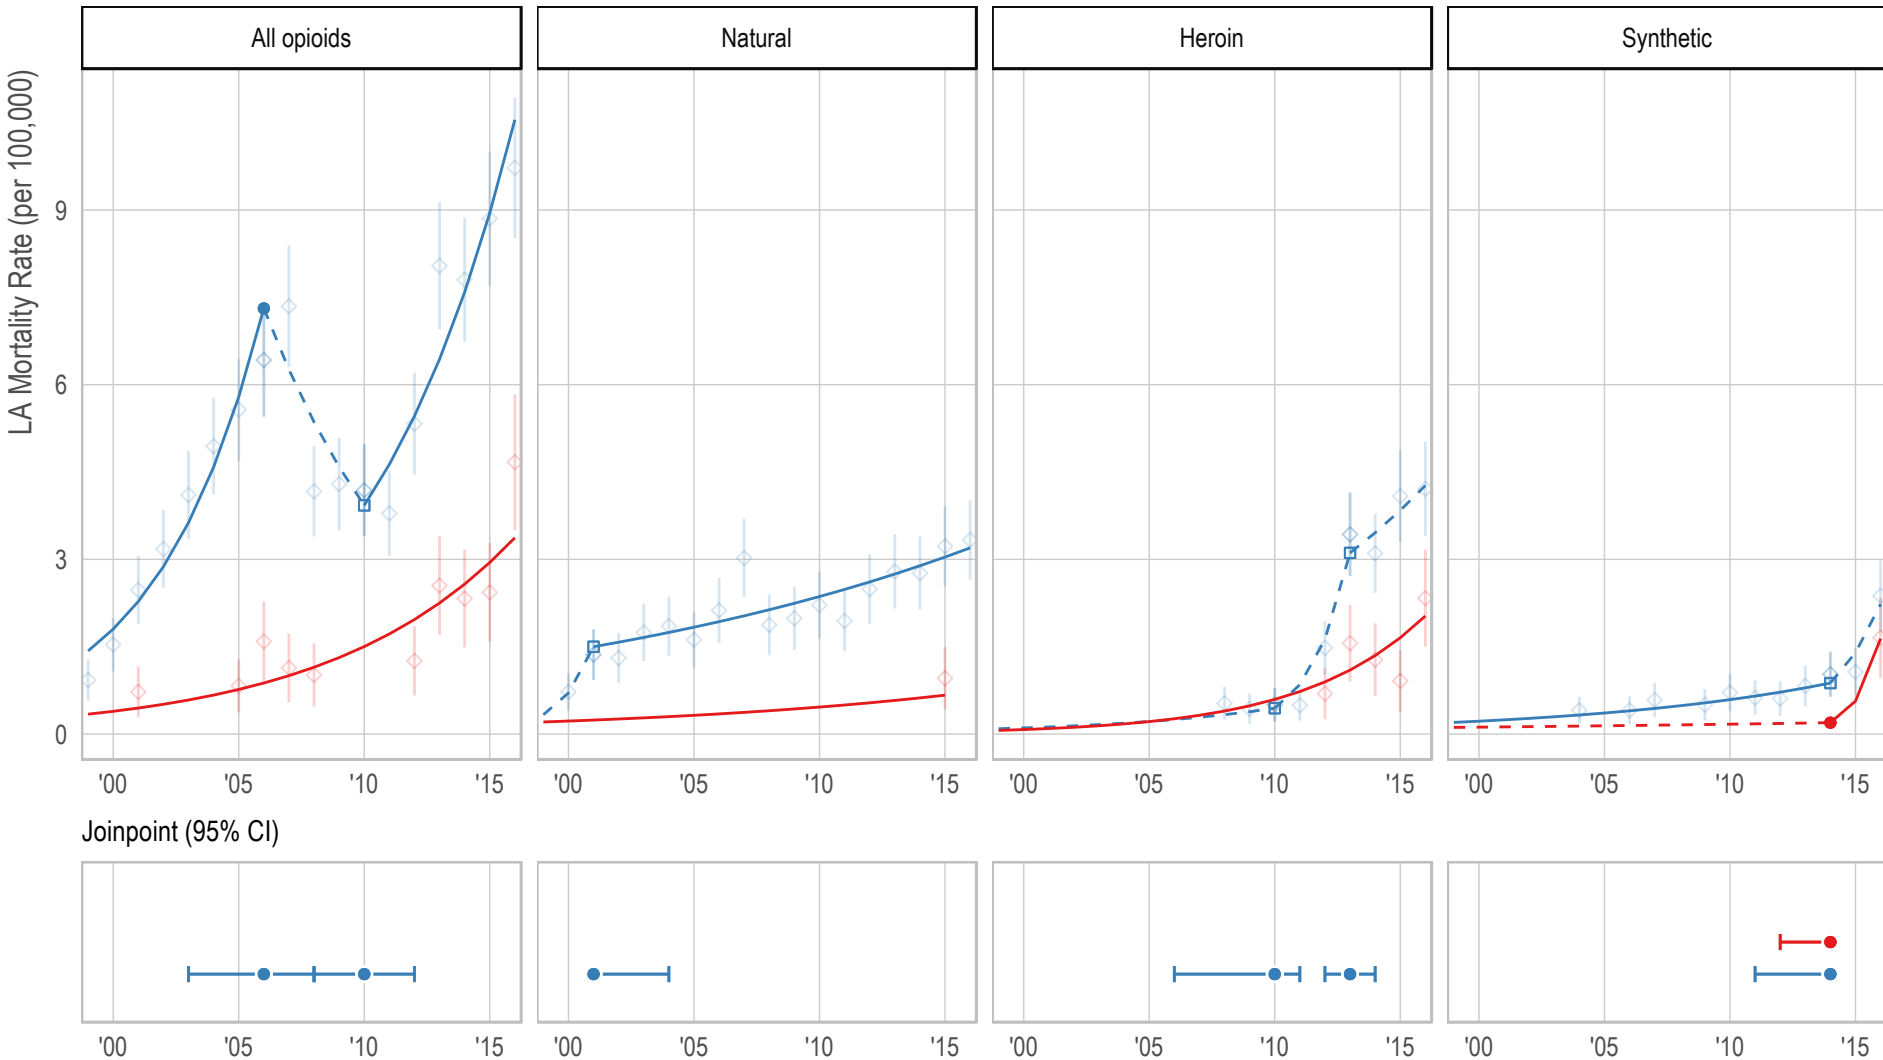 All opioids Natural Heroin Synthetic
LA Mortality Rate (per 100,000)
9
6
3
0
'00 '05 '10 '15 '00 '05 '10 '15 '00 '05 '10 '15 '00 '05 '10 '15
Joinpoint (95% CI)
'00 '05 '10 '15 '00 '05 '10 '15 '00 '05 '10 '15 '00 '05 '10 '15